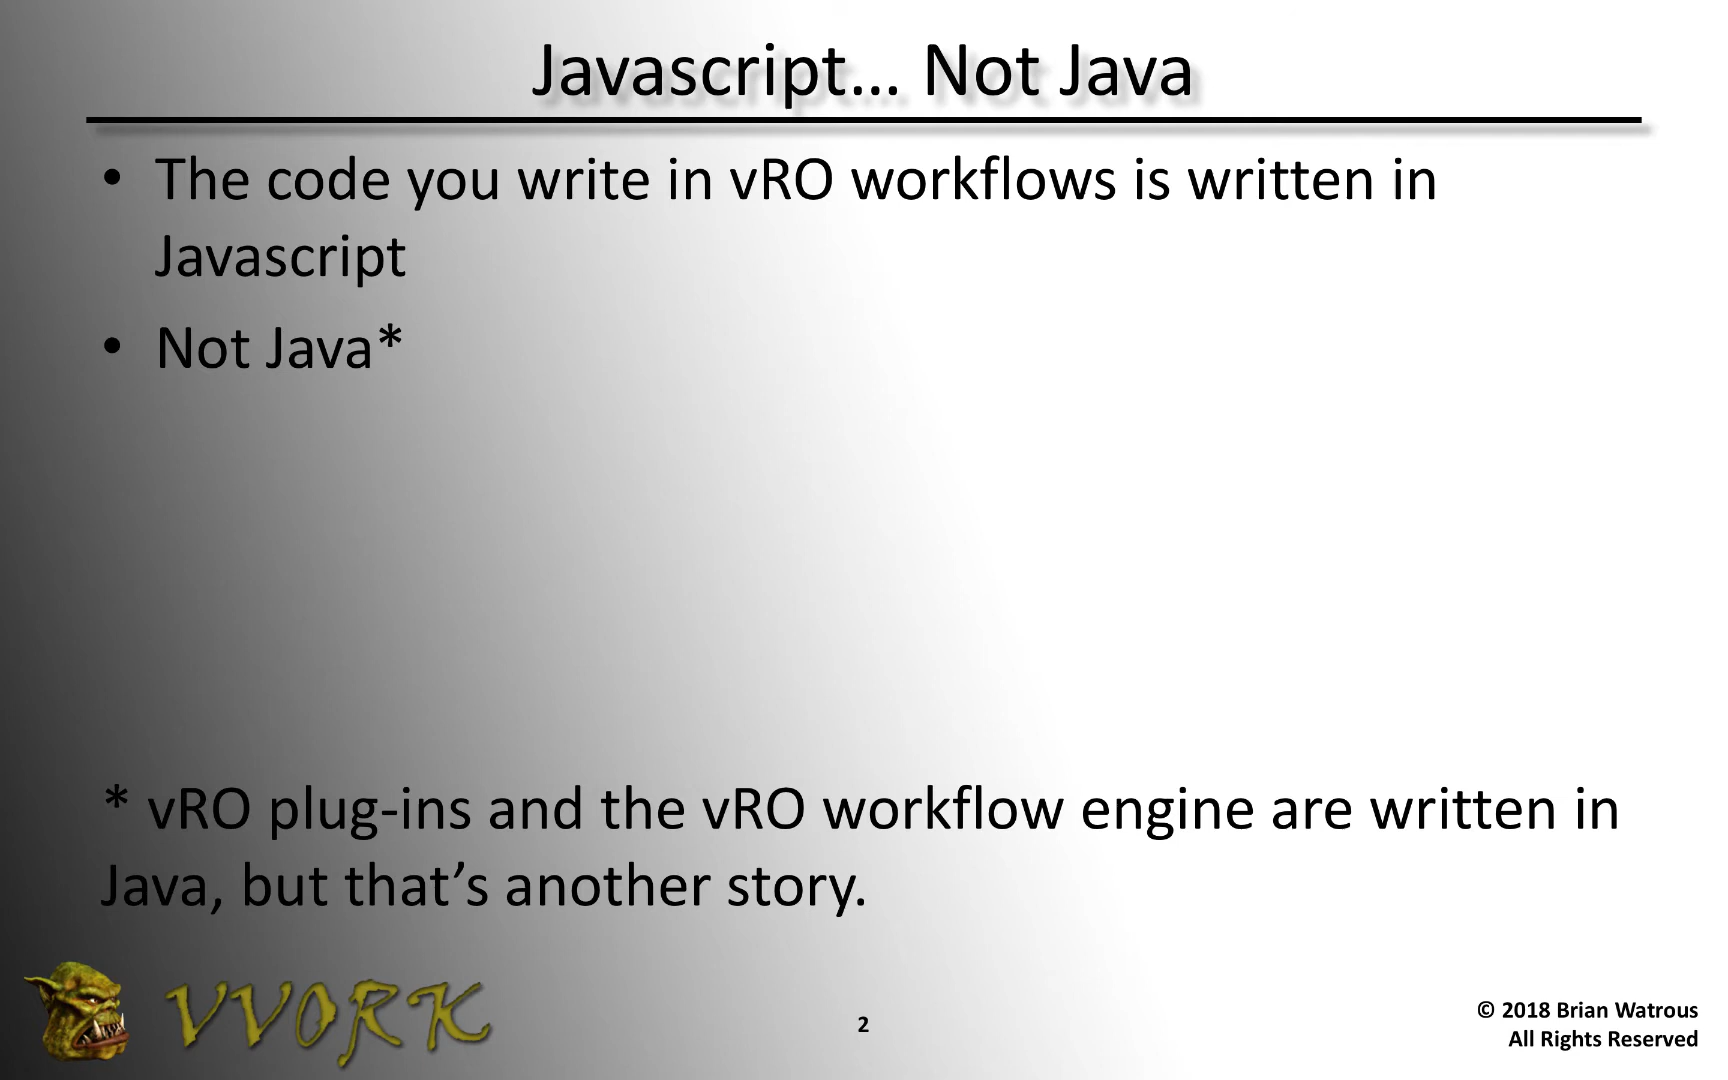 Javascript... Not Java
• The code you write in vRO workflows is written in
Javascript
• Not Java*
* vRO plug-ins and the vRO workflow engine are written in
Java, but that’s another story.
VVORK
2
© 2018 Brian Watrous
All Rights Reserved